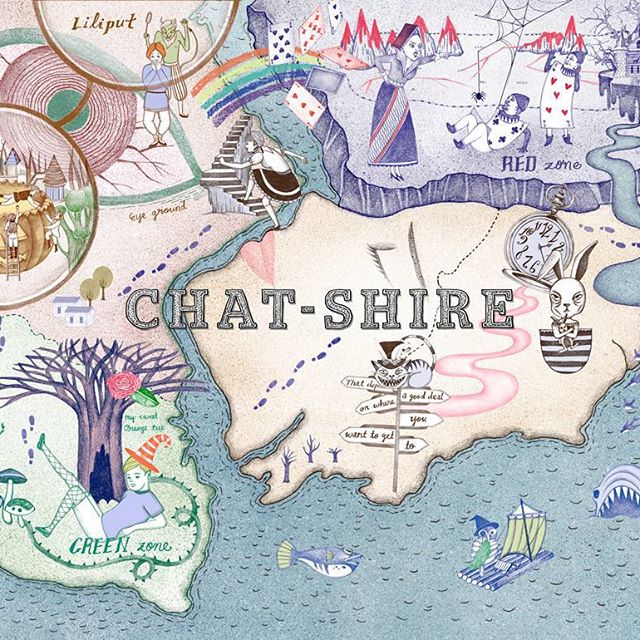 Liliput
eye ground
RED zone
CHAT-SHIRE
That depends
a good deal
on where
you
want to get
to
my sweet
Orange tree
GREEN zone